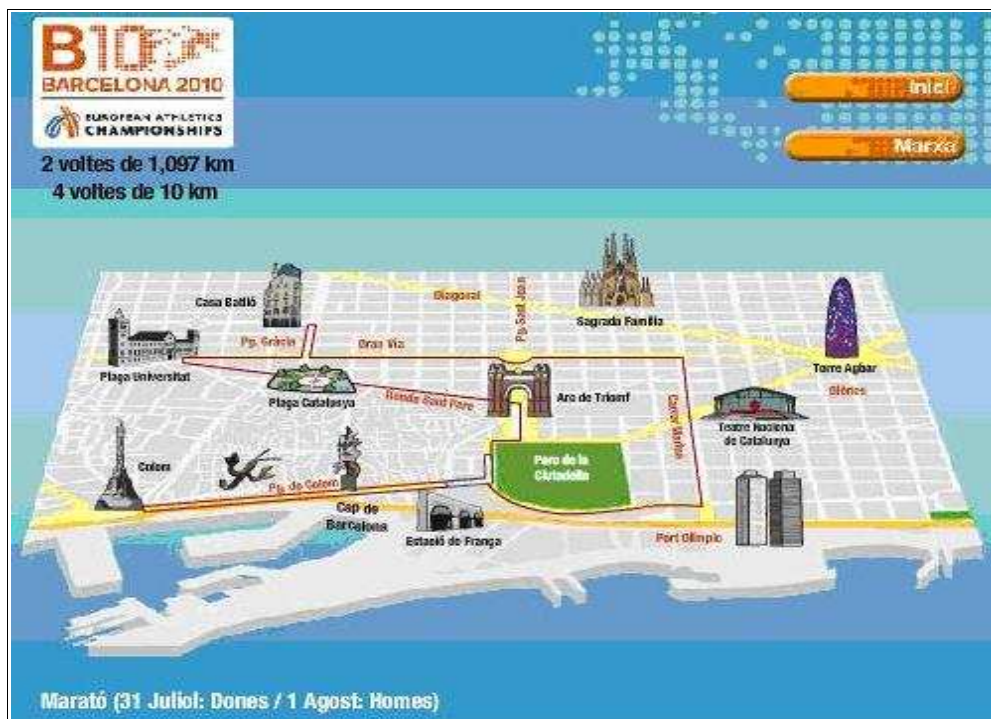 B10
BARCELONA 2010
EUROPEAN ATHLETICS
CHAMPIONSHIPS
Inici
Marxa
2 voltes de 1,097 km
4 voltes de 10 km
Casa Batlló
Diagonal
Pg. Sant Joan
Sagrada Familia
Pg. Gràcia
Gran Via
Plaça Universitat
Torre Agbar
Plaça Catalunya
Ronda Sant Pere
Arc de Triomf
Carrer Marina
Glòries
Teatre Nacional
de Catalunya
Colom
Pg. de Colom
Parc de la
Ciutadella
Cap de
Barcelona
Estació de França
Port Olímpic
Marató (31 Juliol: Dones / 1 Agost: Homes)